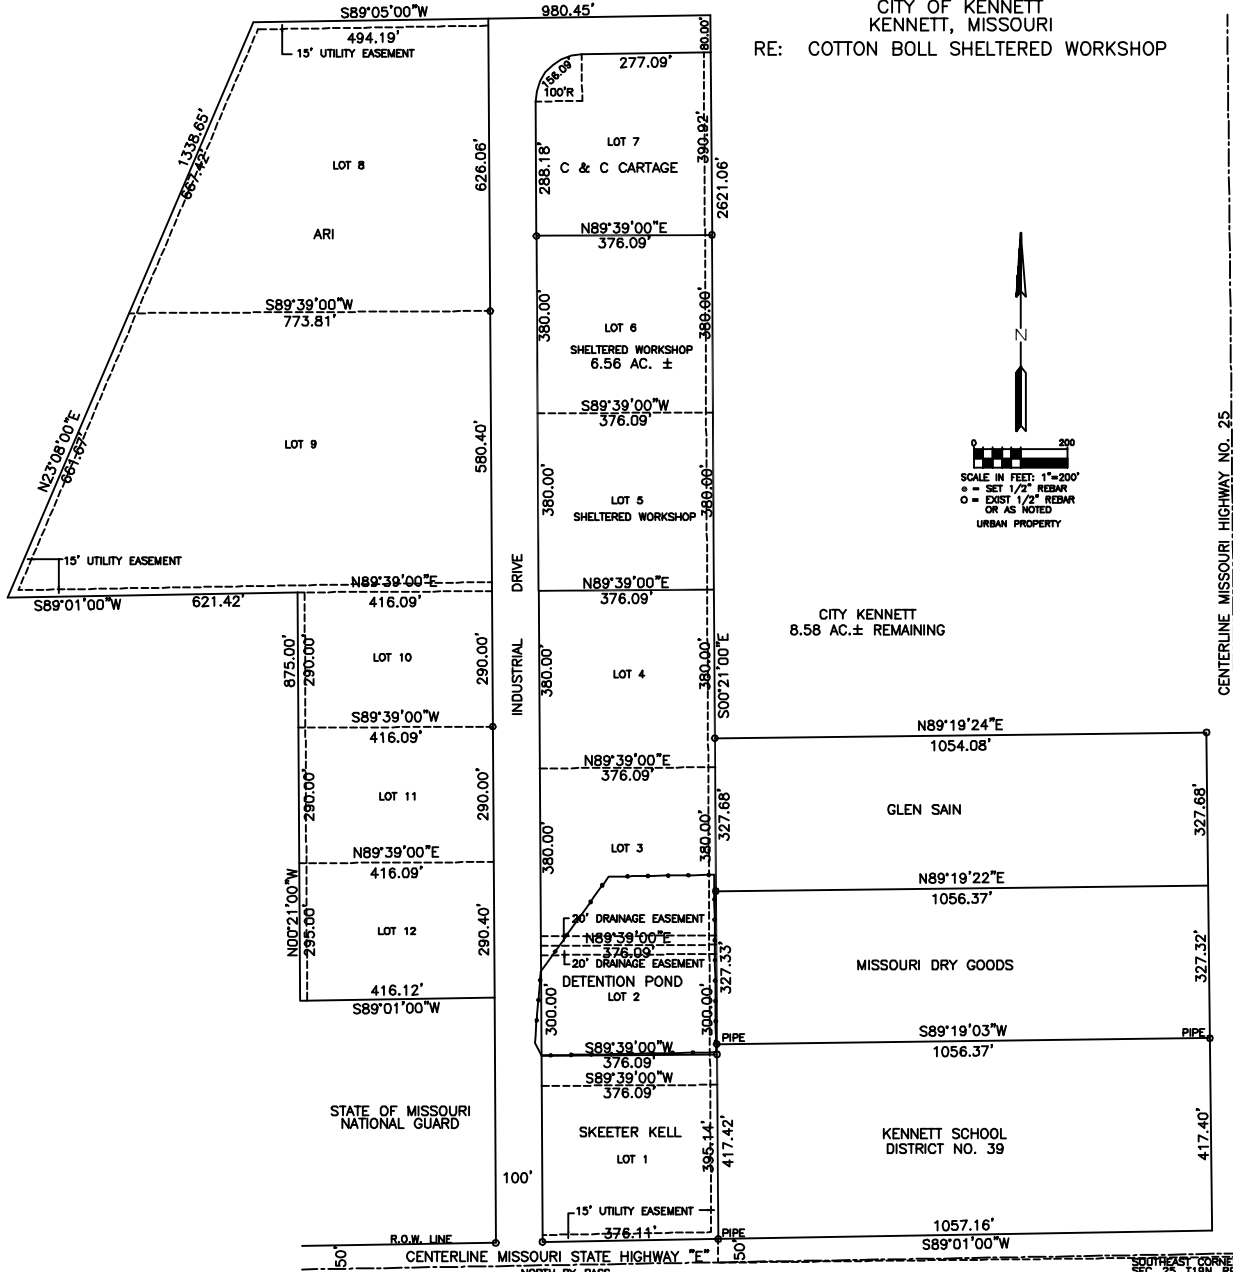 CITY OF KENNETT
KENNETT, MISSOURI
RE: COTTON BOLL SHELTERED WORKSHOP
S89°05'00"W
980.45'
494.19'
15' UTILITY EASEMENT
80.00'
277.09'
156.09'
100'R
1338.65'
667.42'
LOT 8
ARI
626.06'
LOT 7
C & C CARTAGE
288.18'
390.92'
2621.06'
N89°39'00"E
376.09'
S89°39'00"W
773.81'
380.00'
LOT 6
SHELTERED WORKSHOP
6.56 AC. ±
380.00'
N
S89°39'00"W
376.09'
N23°08'00"E
661.67'
LOT 9
580.40'
0 200
SCALE IN FEET: 1"=200'
= SET 1/2" REBAR
O = EXIST 1/2" REBAR
OR AS NOTED
URBAN PROPERTY
CENTERLINE MISSOURI HIGHWAY NO. 25
380.00'
LOT 5
SHELTERED WORKSHOP
380.00'
15' UTILITY EASEMENT
N89°39'00"E
INDUSTRIAL DRIVE
N89°39'00"E
376.09'
S89°01'00"W
621.42'
416.09'
CITY KENNETT
8.58 AC.± REMAINING
875.00'
290.00'
LOT 10
290.00'
380.00'
LOT 4
380.00'
S00°21'00"E
S89°39'00"W
416.09'
N89°19'24"E
1054.08'
N89°39'00"E
376.09'
290.00'
LOT 11
290.00'
327.68'
GLEN SAIN
327.68'
380.00'
LOT 3
380.00'
N89°39'00"E
416.09'
N89°19'22"E
1056.37'
N00°21'00"W
295.00'
LOT 12
290.40'
20' DRAINAGE EASEMENT
N89°39'00"E
376.09'
20' DRAINAGE EASEMENT
DETENTION POND
LOT 2
327.33'
MISSOURI DRY GOODS
327.32'
416.12'
S89°01'00"W
300.00'
300.00'
PIPE
S89°19'03"W
1056.37'
PIPE
S89°39'00"W
376.09'
S89°39'00"W
376.09'
STATE OF MISSOURI
NATIONAL GUARD
SKEETER KELL
LOT 1
395.14'
417.42'
KENNETT SCHOOL
DISTRICT NO. 39
417.40'
100'
15' UTILITY EASEMENT
376.11'
PIPE
1057.16'
S89°01'00"W
R.O.W. LINE
50'
CENTERLINE MISSOURI STATE HIGHWAY "E"
50'
NORTH BY-PASS
SOUTHEAST CORNE